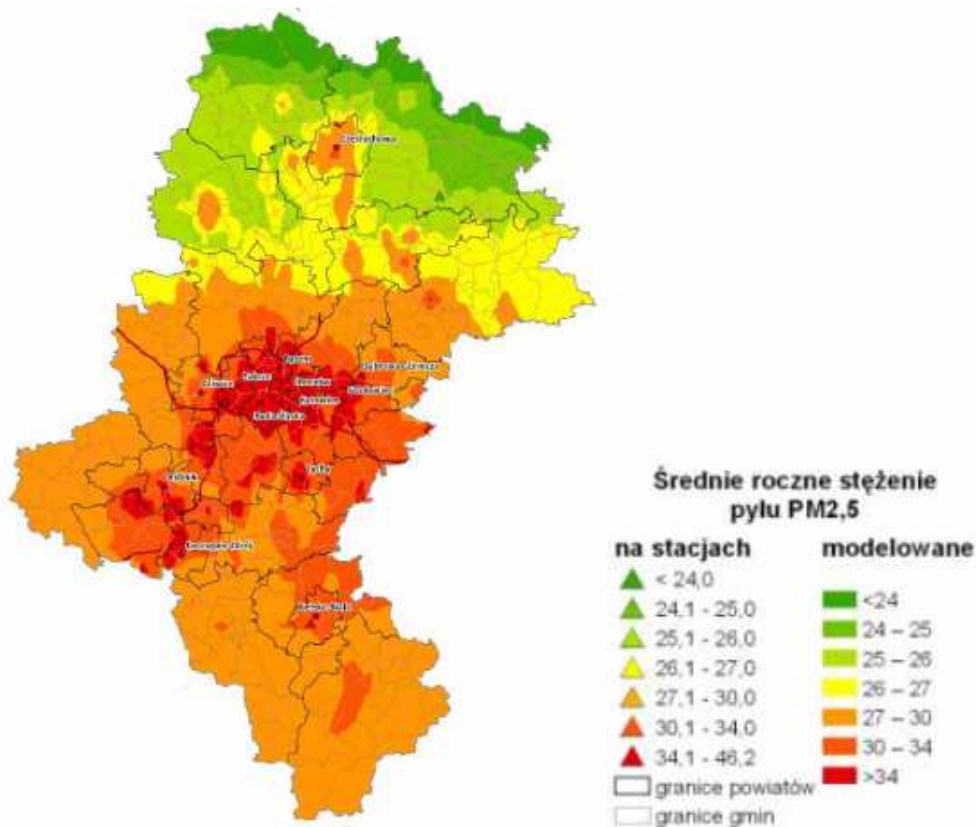 Częstochowa
Bytom
Dąbrowa Górnicza
Zabrze
Gliwice
Chorzów
Sosnowiec
Katowice
Ruda Śląska
Tychy
Rybnik
Jastrzębie-Zdrój
Bielsko-Biała
Średnie roczne stężenie
pyłu PM2,5
na stacjach modelowane
< 24,0 <24
24,1 - 25,0 24 – 25
25,1 - 26,0 25 – 26
26,1 - 27,0 26 – 27
27,1 - 30,0 27 – 30
30,1 - 34,0 30 – 34
34,1 - 46,2 >34
granice powiatów
granice gmin